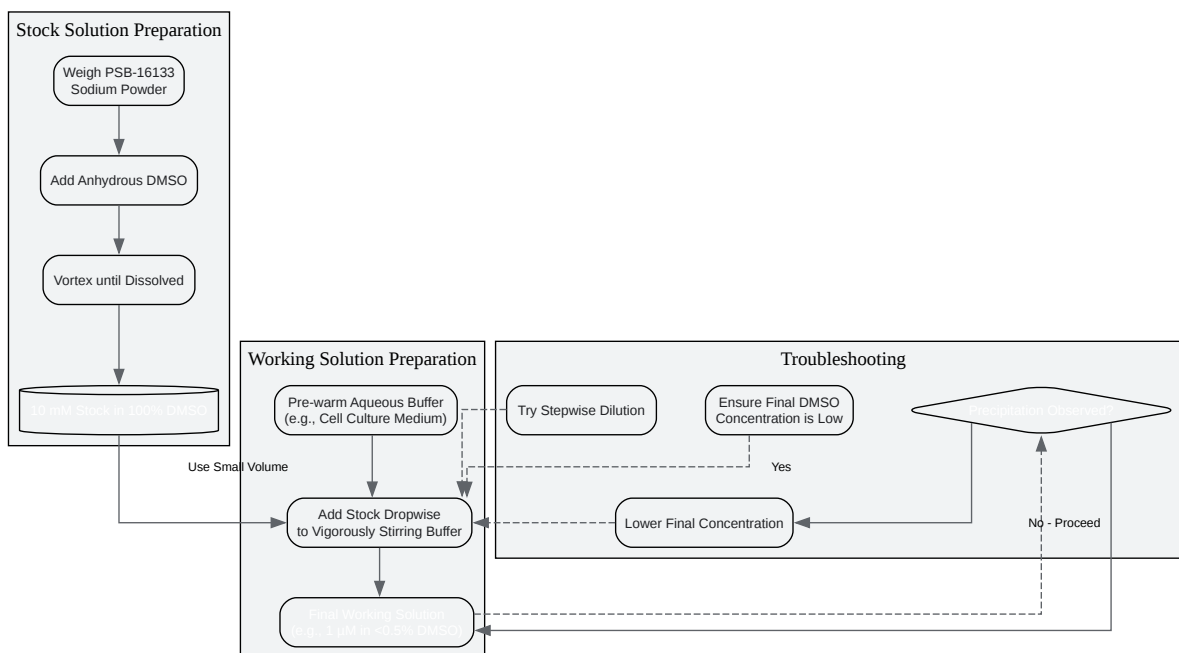 Stock Solution Preparation
Weigh PSB-16133
Sodium Powder
Add Anhydrous DMSO
Vortex until Dissolved
10 mM Stock in 100% DMSO
Use Small Volume
Working Solution Preparation
Pre-warm Aqueous Buffer
(e.g., Cell Culture Medium)
Add Stock Dropwise
to Vigorously Stirring Buffer
Final Working Solution
(e.g., 1 µM in <0.5% DMSO)
Troubleshooting
Try Stepwise Dilution
Ensure Final DMSO
Concentration is Low
Precipitation Observed?
Yes
Lower Final Concentration
No - Proceed